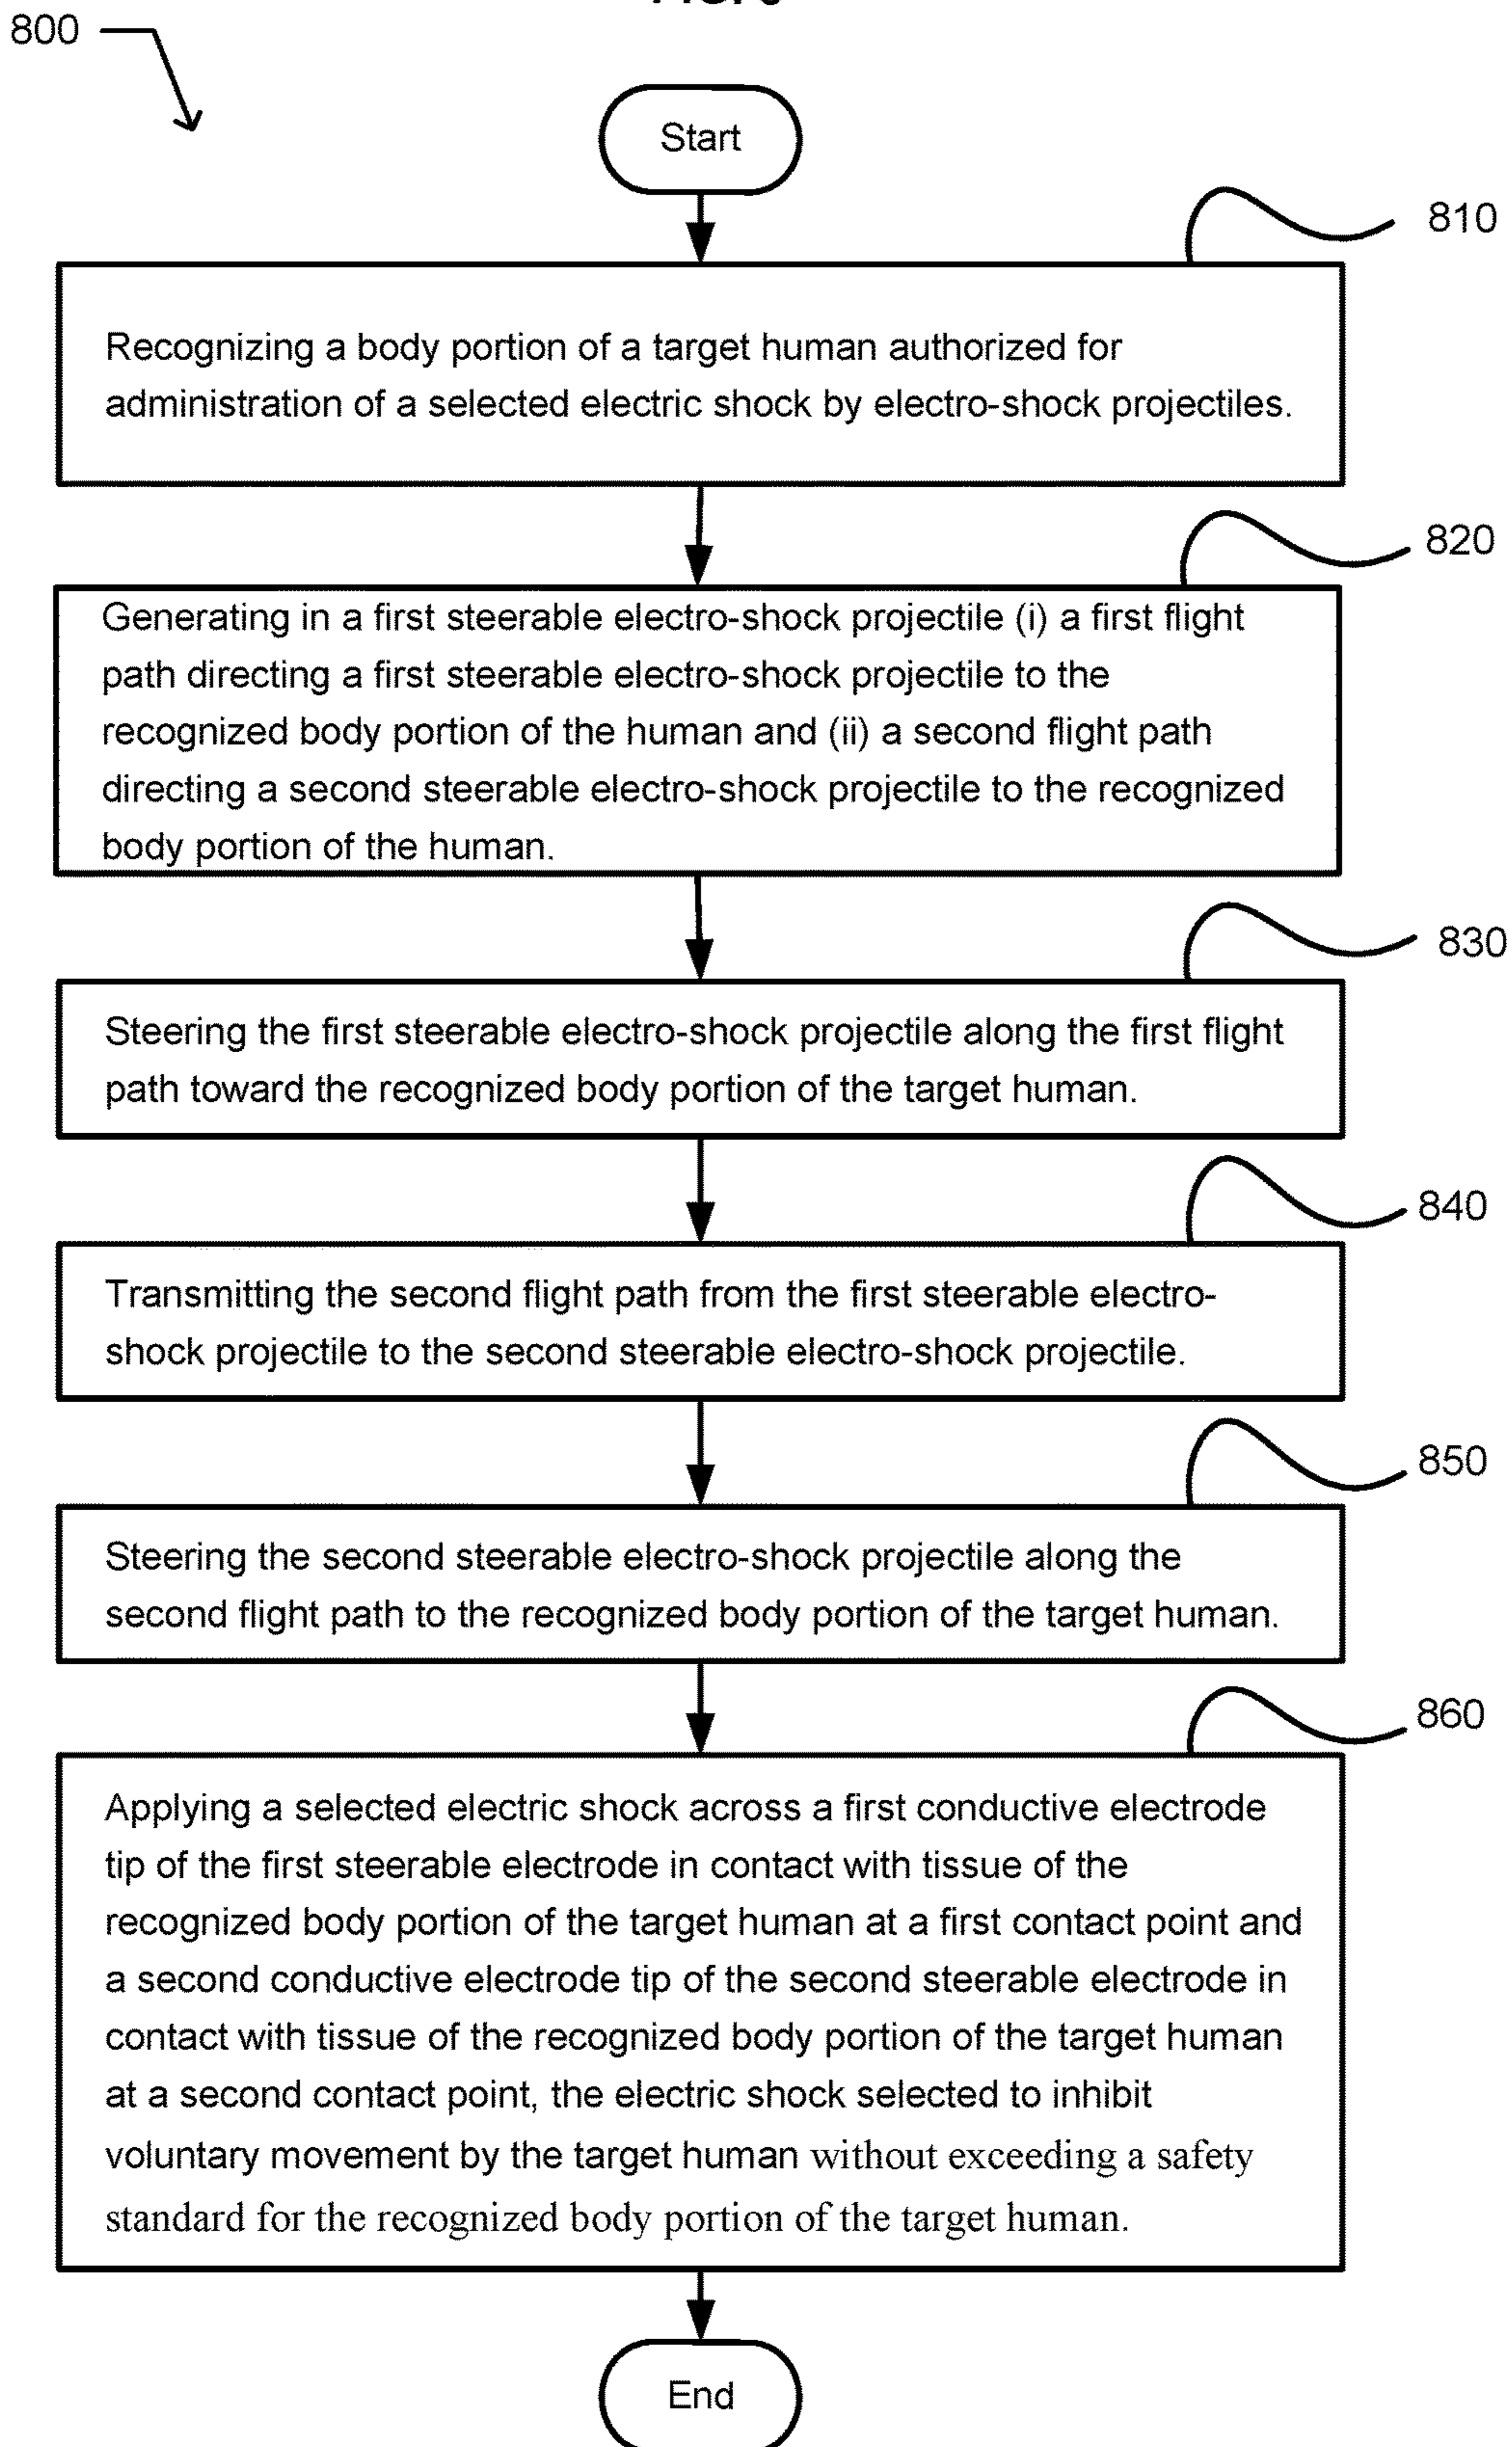 800
Start
810
Recognizing a body portion of a target human authorized for
administration of a selected electric shock by electro-shock projectiles.
820
Generating in a first steerable electro-shock projectile (i) a first flight
path directing a first steerable electro-shock projectile to the
recognized body portion of the human and (ii) a second flight path
directing a second steerable electro-shock projectile to the recognized
body portion of the human.
830
Steering the first steerable electro-shock projectile along the first flight
path toward the recognized body portion of the target human.
840
Transmitting the second flight path from the first steerable electro-
shock projectile to the second steerable electro-shock projectile.
850
Steering the second steerable electro-shock projectile along the
second flight path to the recognized body portion of the target human.
860
Applying a selected electric shock across a first conductive electrode
tip of the first steerable electrode in contact with tissue of the
recognized body portion of the target human at a first contact point and
a second conductive electrode tip of the second steerable electrode in
contact with tissue of the recognized body portion of the target human
at a second contact point, the electric shock selected to inhibit
voluntary movement by the target human without exceeding a safety
standard for the recognized body portion of the target human.
End